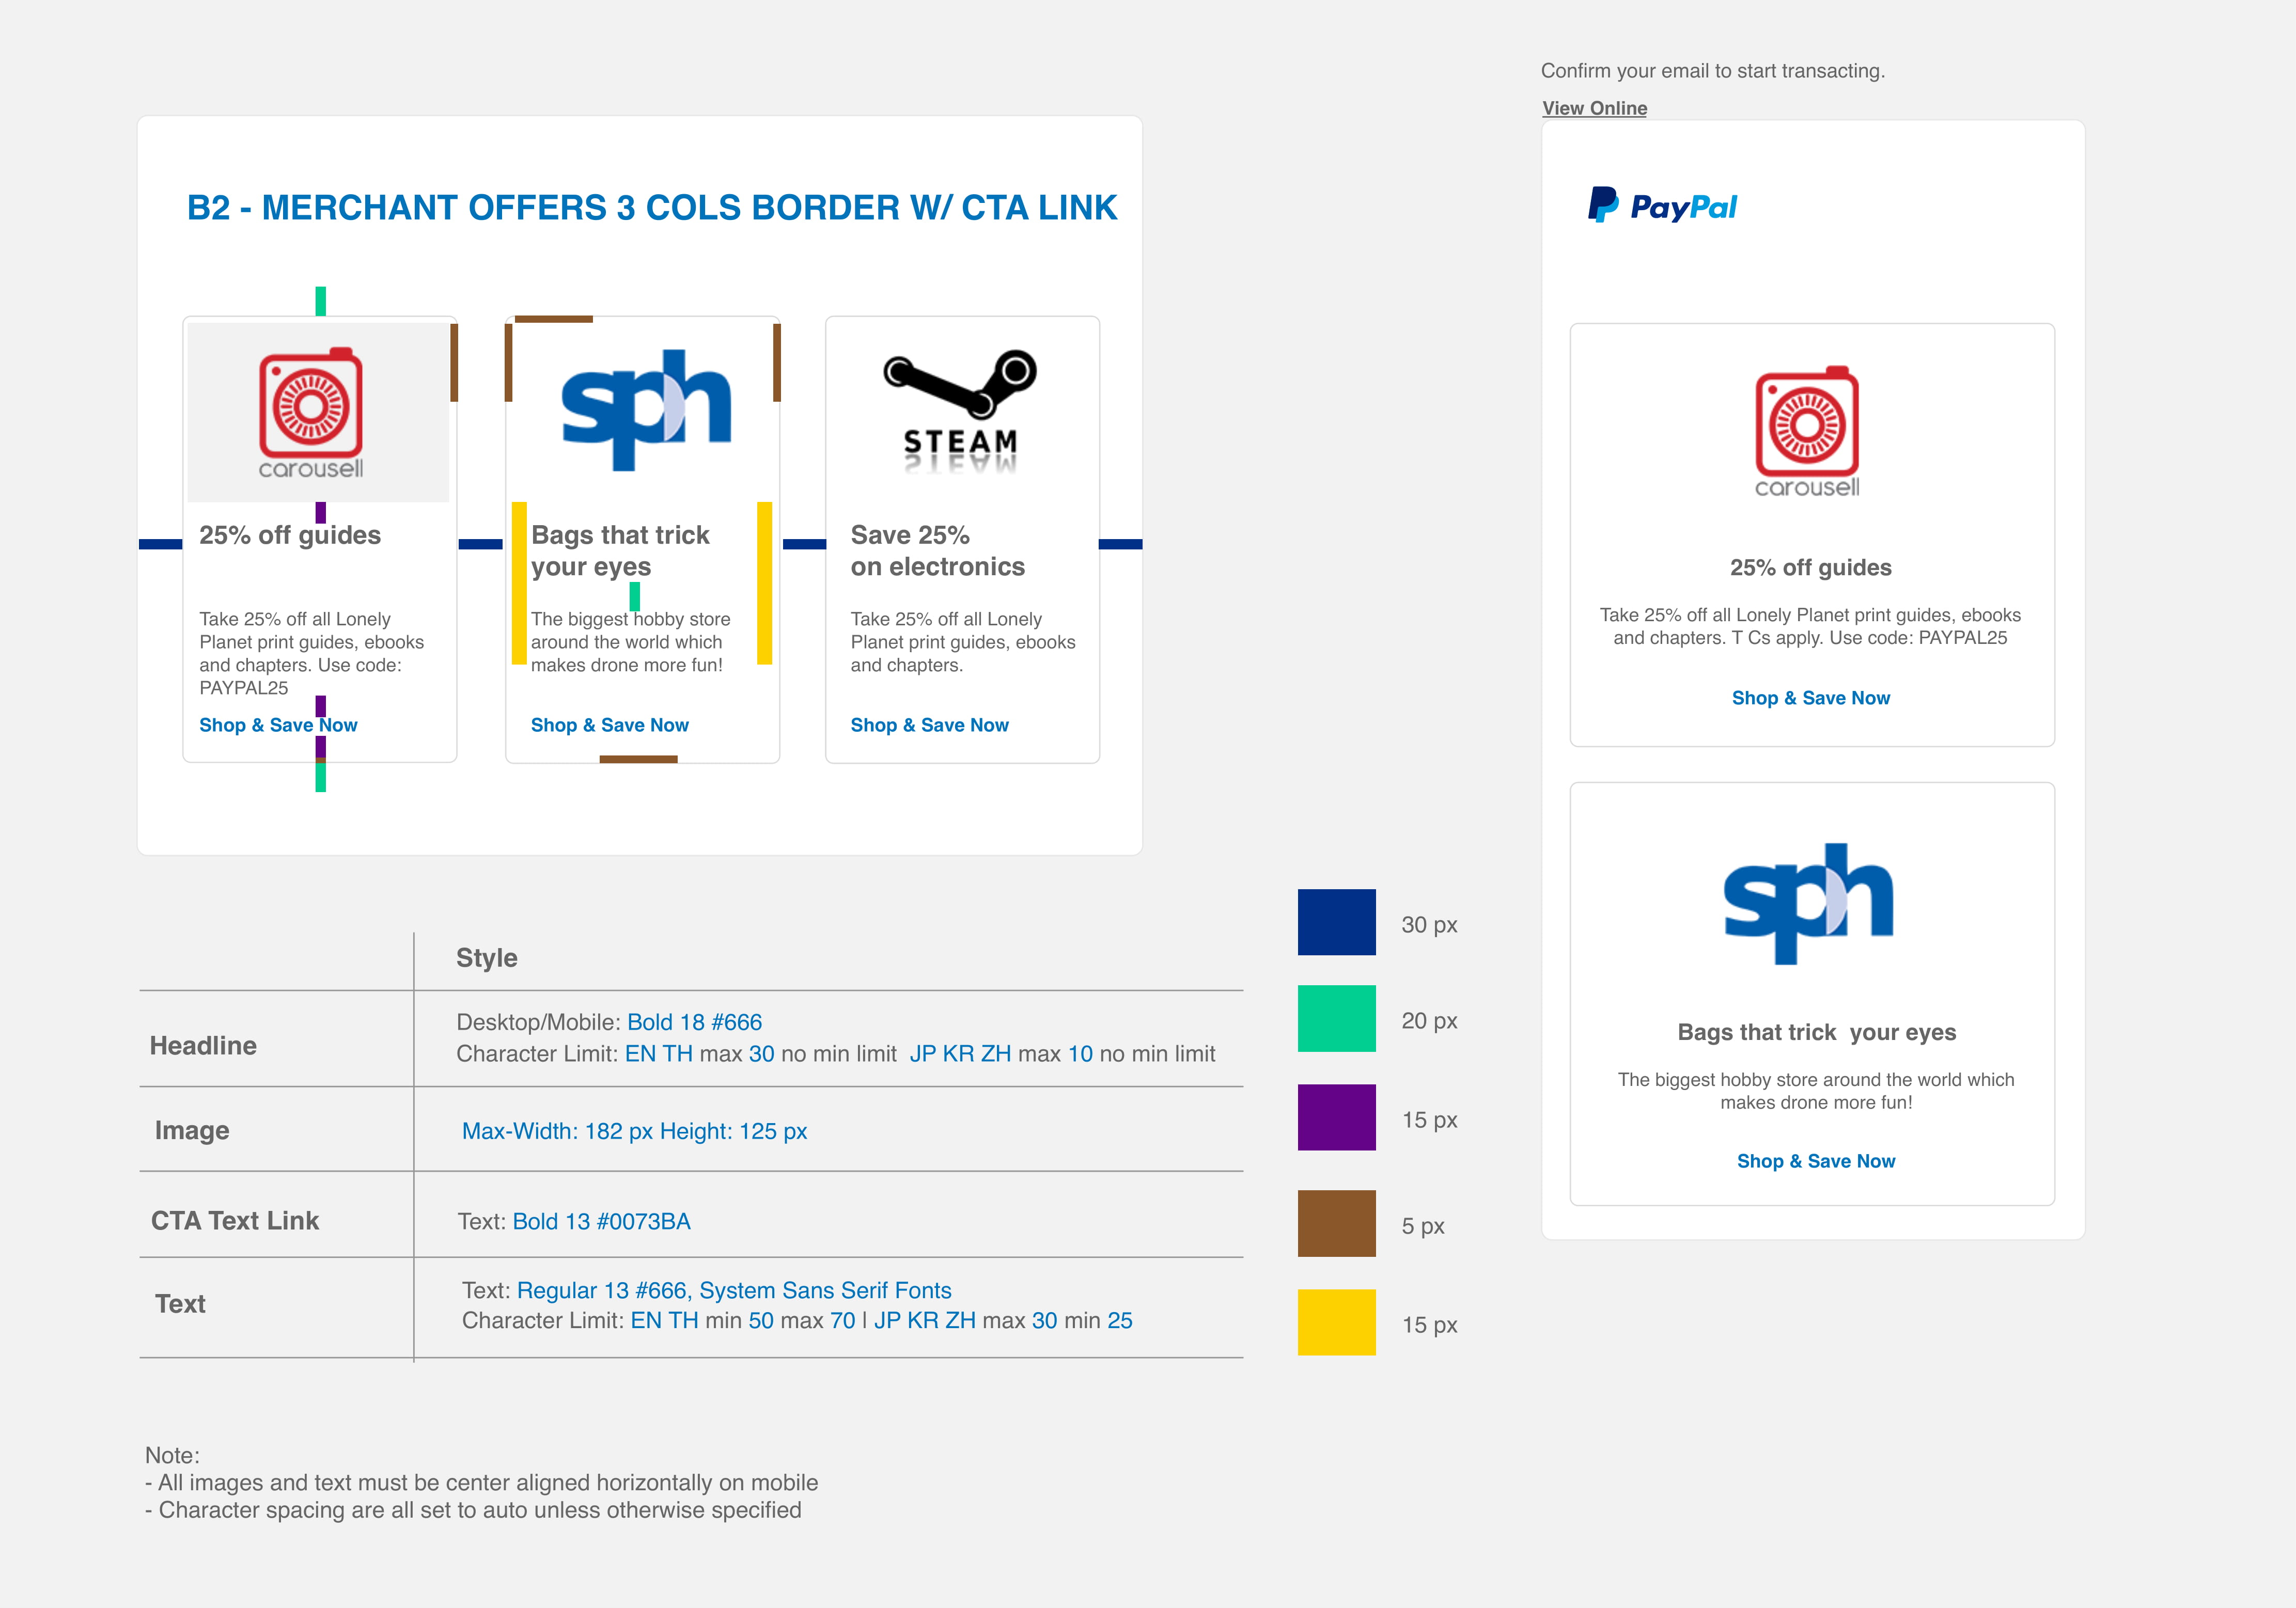 B2 - MERCHANT OFFERS 3 COLS BORDER W/ CTA LINK
carousell
25% off guides
Take 25% off all Lonely
Planet print guides, ebooks
and chapters. Use code:
PAYPAL25
Shop & Save Now
sph
Bags that trick
your eyes
The biggest hobby store
around the world which
makes drone more fun!
Shop & Save Now
STEAM
Save 25%
on electronics
Take 25% off all Lonely
Planet print guides, ebooks
and chapters.
Shop & Save Now
Style
Headline
Desktop/Mobile: Bold 18 #666
Character Limit: EN TH max 30 no min limit  JP KR ZH max 10 no min limit
Image
Max-Width: 182 px Height: 125 px
CTA Text Link
Text: Bold 13 #0073BA
Text
Text: Regular 13 #666, System Sans Serif Fonts
Character Limit: EN TH min 50 max 70 | JP KR ZH max 30 min 25
30 px
20 px
15 px
5 px
15 px
Note:
- All images and text must be center aligned horizontally on mobile
- Character spacing are all set to auto unless otherwise specified
Confirm your email to start transacting.
View Online
PayPal
carousell
25% off guides
Take 25% off all Lonely Planet print guides, ebooks
and chapters. T Cs apply. Use code: PAYPAL25
Shop & Save Now
sph
Bags that trick  your eyes
The biggest hobby store around the world which
makes drone more fun!
Shop & Save Now